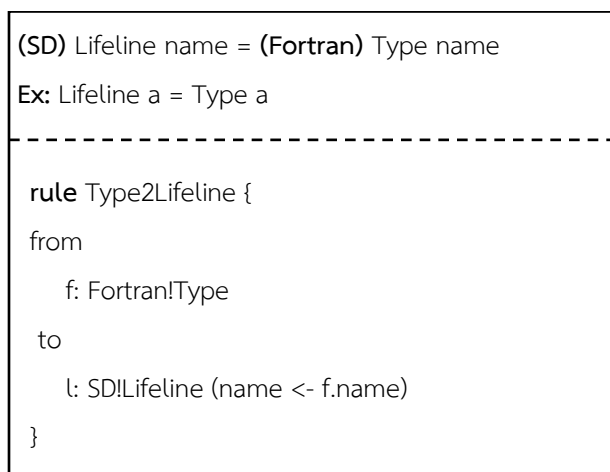 (SD) Lifeline name = (Fortran) Type name
Ex: Lifeline a = Type a
rule Type2Lifeline {
from
f: Fortran!Type
to
l: SD!Lifeline (name <- f.name)
}